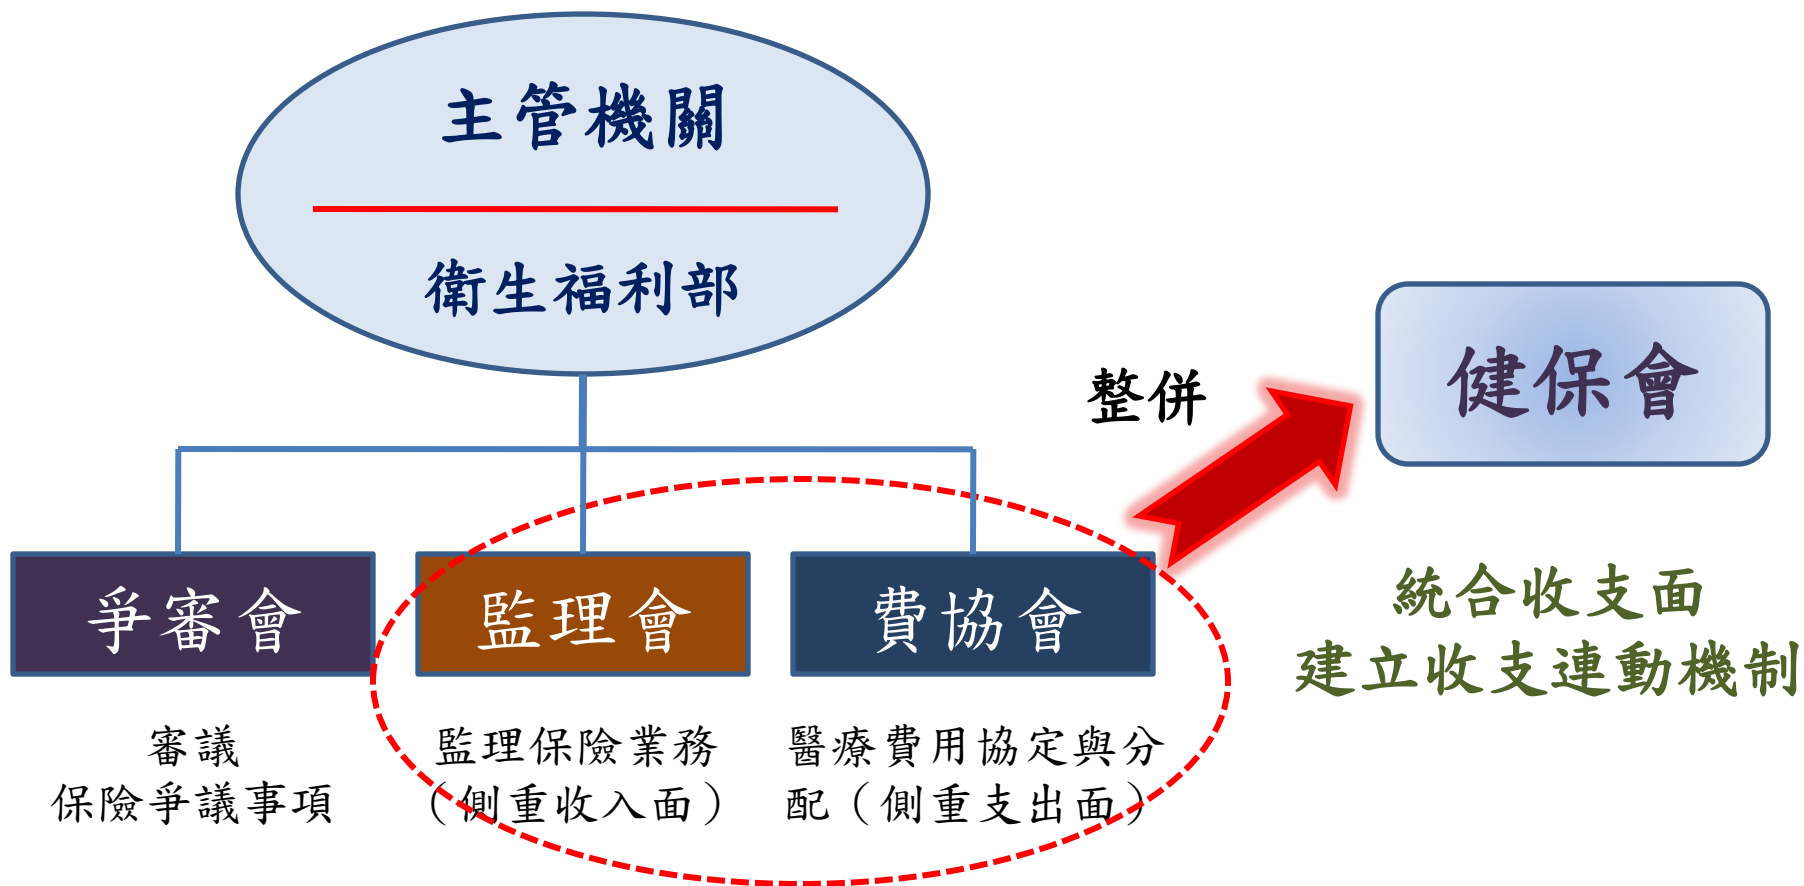 主管機關
衛生福利部
整併
健保會
爭審會
監理會
費協會
統合收支面
建立收支連動機制
審議
保險爭議事項
監理保險業務
（側重收入面）
醫療費用協定與分
配（側重支出面）